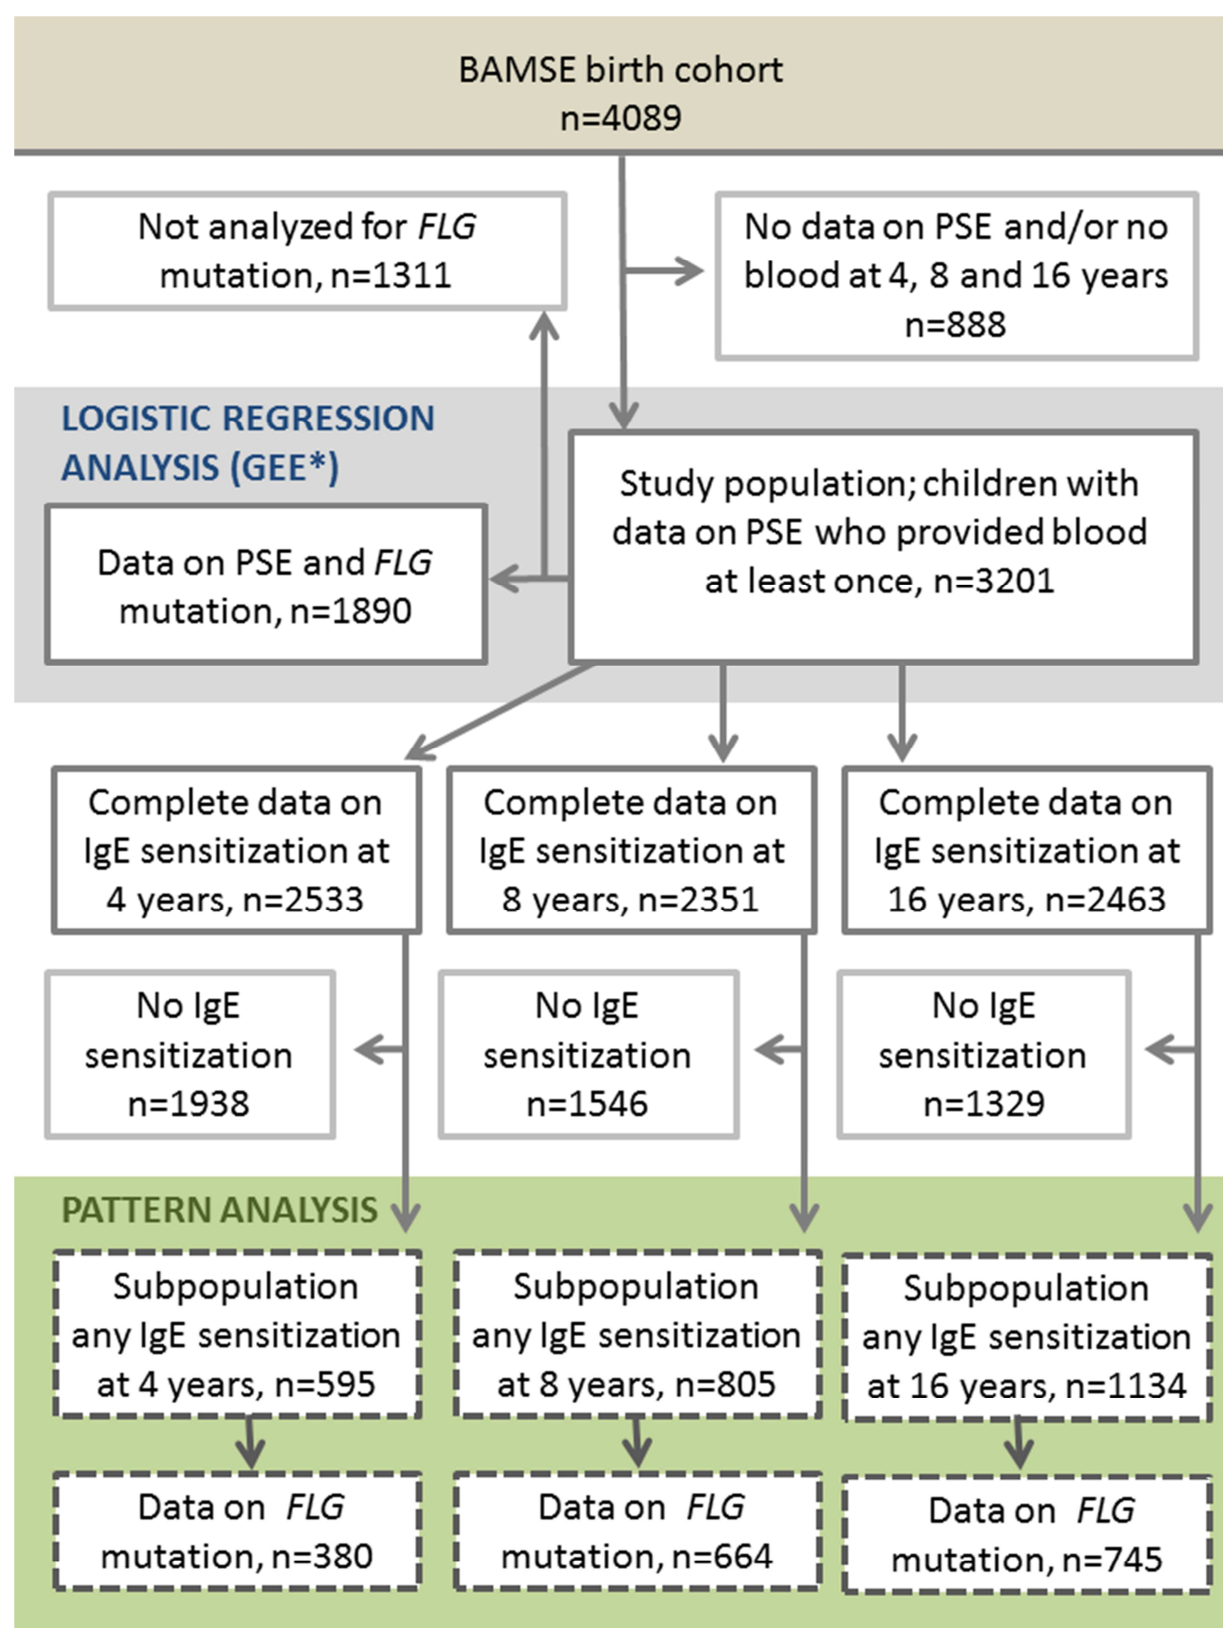 BAMSE birth cohort
n=4089
Not analyzed for FLG
mutation, n=1311
No data on PSE and/or no
blood at 4, 8 and 16 years
n=888
LOGISTIC REGRESSION
ANALYSIS (GEE*)
Study population; children with
data on PSE who provided blood
at least once, n=3201
Data on PSE and FLG
mutation, n=1890
Complete data on
IgE sensitization at
4 years, n=2533
Complete data on
IgE sensitization at
8 years, n=2351
Complete data on
IgE sensitization at
16 years, n=2463
No IgE
sensitization
n=1938
No IgE
sensitization
n=1546
No IgE
sensitization
n=1329
PATTERN ANALYSIS
Subpopulation
any IgE sensitization
at 4 years, n=595
Subpopulation
any IgE sensitization
at 8 years, n=805
Subpopulation
any IgE sensitization
at 16 years, n=1134
Data on FLG
mutation, n=380
Data on FLG
mutation, n=664
Data on FLG
mutation, n=745